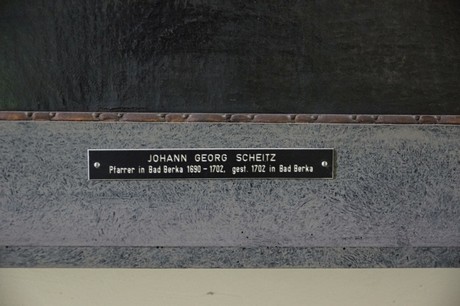 JOHANN GEORG SCHEITZ
Pfarrer in Bad Berka 1690 - 1702, gest. 1702 in Bad Berka